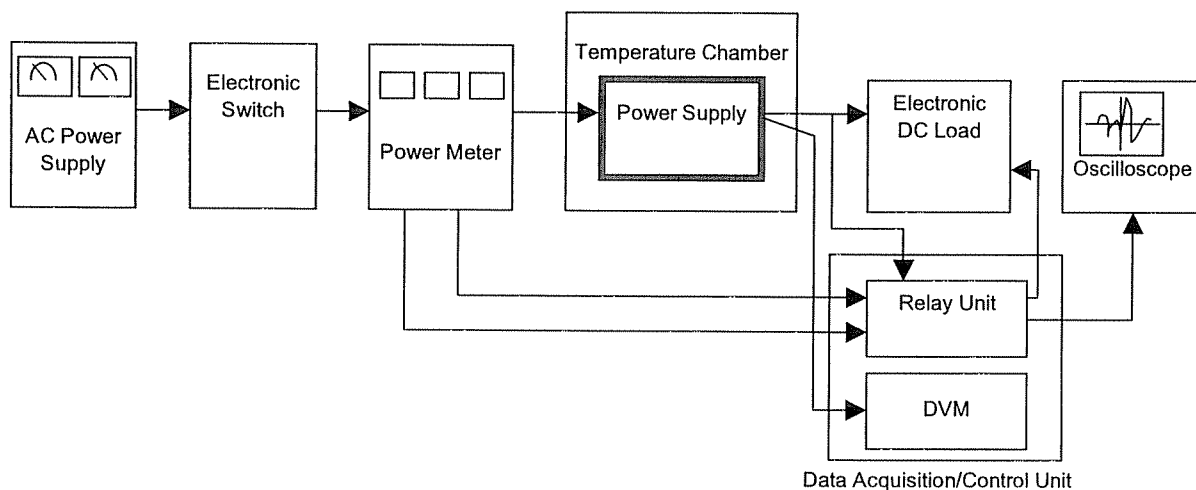 AC Power
Supply
Electronic
Switch
Power Meter
Temperature Chamber
Power Supply
Electronic
DC Load
Oscilloscope
Relay Unit
DVM
Data Acquisition/Control Unit